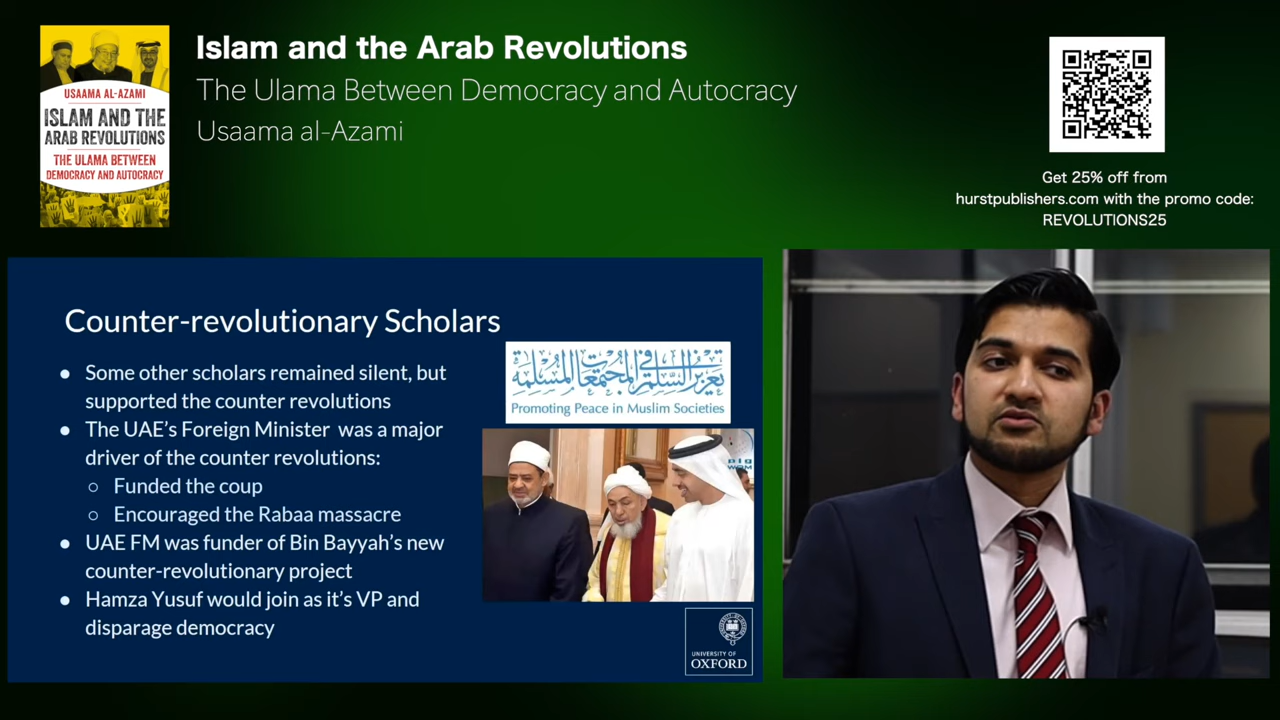 Islam and the Arab Revolutions
The Ulama Between Democracy and Autocracy
Usaama al-Azami
USAAMA AL-AZAMI
ISLAM AND THE
ARAB REVOLUTIONS
THE ULAMA BETWEEN
DEMOCRACY AND AUTOCRACY
Get 25% off from
hurstpublishers.com with the promo code:
REVOLUTIONS25
Counter-revolutionary Scholars
● Some other scholars remained silent, but
supported the counter revolutions
● The UAE's Foreign Minister was a major
driver of the counter revolutions:
○ Funded the coup
○ Encouraged the Rabaa massacre
● UAE FM was funder of Bin Bayyah's new
counter-revolutionary project
● Hamza Yusuf would join as it's VP and
disparage democracy
تعزيز السلم في المجتمعات المسلمة
Promoting Peace in Muslim Societies
وام
WAM
UNIVERSITY OF
OXFORD